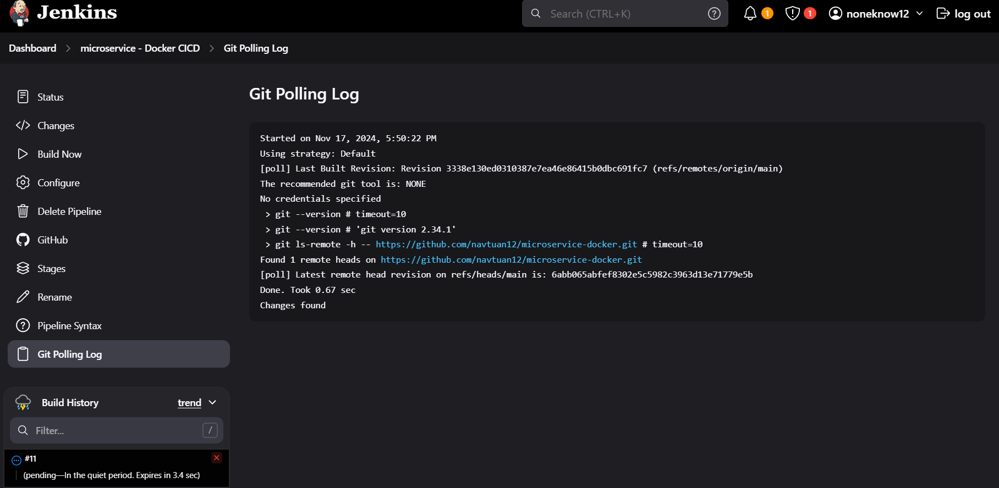 Jenkins
Search (CTRL+K)
1
1
noneknow12
log out
Dashboard
microservice - Docker CICD
Git Polling Log
Status
Changes
Build Now
Configure
Delete Pipeline
GitHub
Stages
Rename
Pipeline Syntax
Git Polling Log
Build History
trend
Filter...
/
#11
(pending—In the quiet period. Expires in 3.4 sec)
Git Polling Log
Started on Nov 17, 2024, 5:50:22 PM
Using strategy: Default
[poll] Last Built Revision: Revision 3338e130ed0310387e7ea46e86415b0dbc691fc7 (refs/remotes/origin/main)
The recommended git tool is: NONE
No credentials specified
> git --version # timeout=10
> git --version # 'git version 2.34.1'
> git ls-remote -h -- https://github.com/navtuan12/microservice-docker.git # timeout=10
Found 1 remote heads on https://github.com/navtuan12/microservice-docker.git
[poll] Latest remote head revision on refs/heads/main is: 6abb065abfef8302e5c5982c3963d13e71779e5b
Done. Took 0.67 sec
Changes found